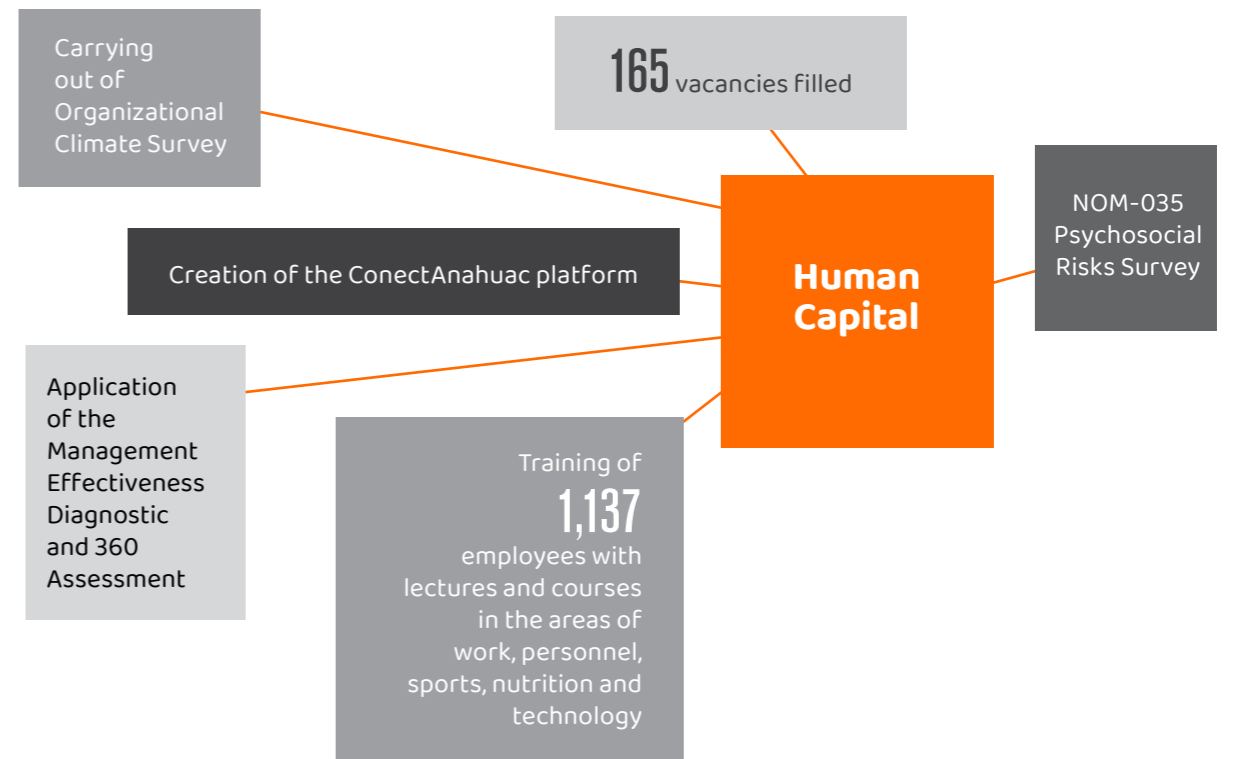 Carrying
out of
Organizational
Climate Survey
165 vacancies filled
NOM-035
Psychosocial
Risks Survey
Creation of the ConectAnahuac platform
Human
Capital
Application
of the
Management
Effectiveness
Diagnostic
and 360
Assessment
Training of
1,137
employees with
lectures and courses
in the areas of
work, personnel,
sports, nutrition and
technology